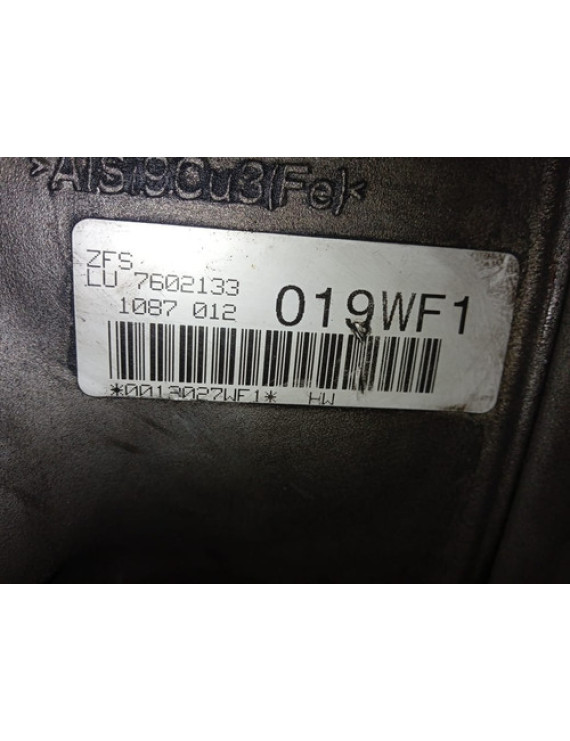 >AlSi9Cu3(Fe)<
ZFS
LU 7602133
1087 012
019WF1
*0013027WF1* HW